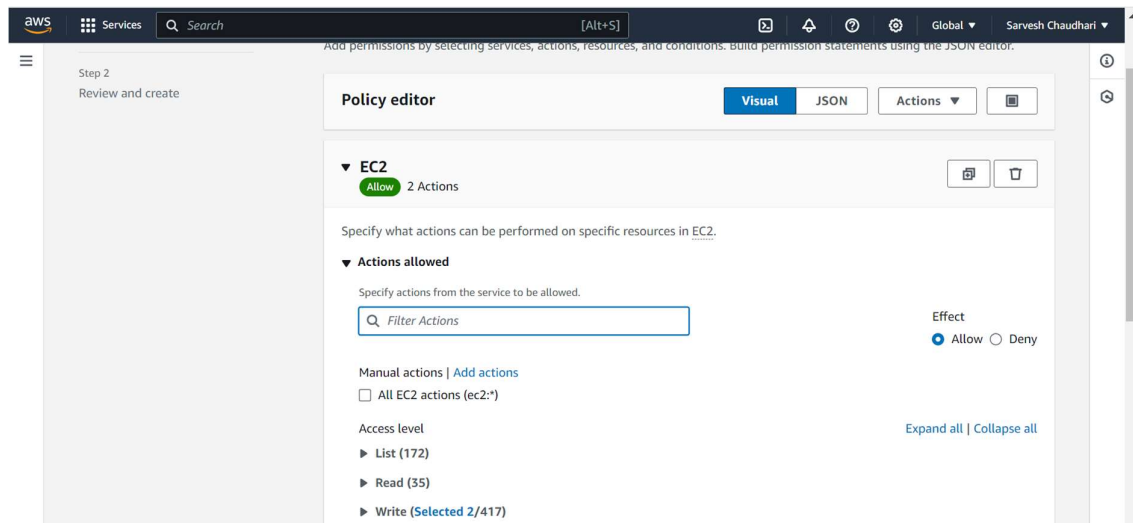 aws Services Search [Alt+S] Global ▼ Sarvesh Chaudhari ▼
Add permissions by selecting services, actions, resources, and conditions. Build permission statements using the JSON editor.
Step 2
Review and create
Policy editor Visual JSON Actions ▼
▼ EC2
Allow 2 Actions
Specify what actions can be performed on specific resources in EC2.
▼ Actions allowed
Specify actions from the service to be allowed.
Filter Actions
Effect
Allow Deny
Manual actions | Add actions
All EC2 actions (ec2:*)
Access level Expand all | Collapse all
▶ List (172)
▶ Read (35)
▶ Write (Selected 2/417)